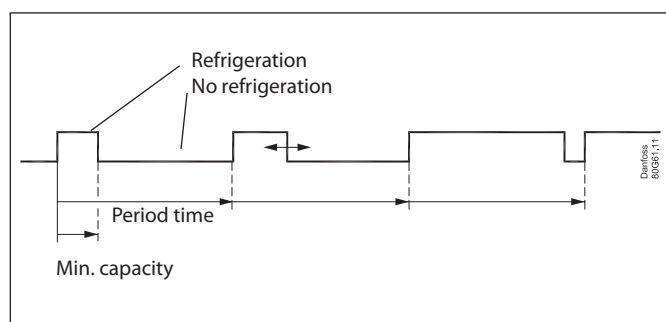 Refrigeration
No refrigeration
Period time
Min. capacity
Danfoss
80G61.11